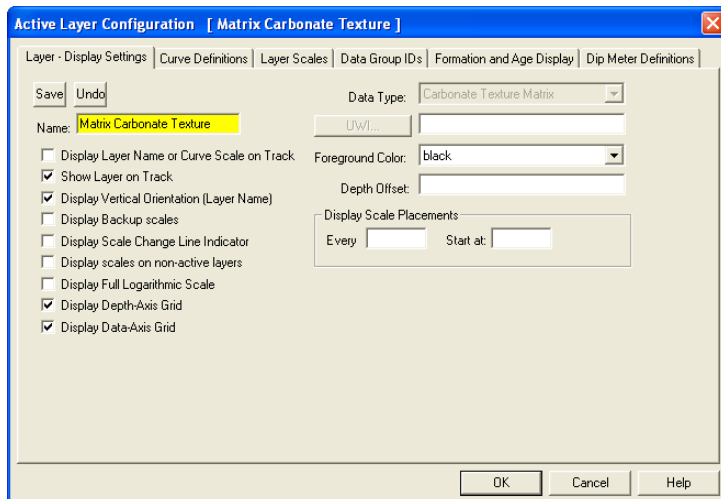 Active Layer Configuration [ Matrix Carbonate Texture ]
Layer - Display Settings Curve Definitions Layer Scales Data Group IDs Formation and Age Display Dip Meter Definitions
Save Undo
Name: Matrix Carbonate Texture
Display Layer Name or Curve Scale on Track
Show Layer on Track
Display Vertical Orientation (Layer Name)
Display Backup scales
Display Scale Change Line Indicator
Display scales on non-active layers
Display Full Logarithmic Scale
Display Depth-Axis Grid
Display Data-Axis Grid
Data Type: Carbonate Texture Matrix
UWI...
Foreground Color: black
Depth Offset:
Display Scale Placements
Every Start at:
OK Cancel Help